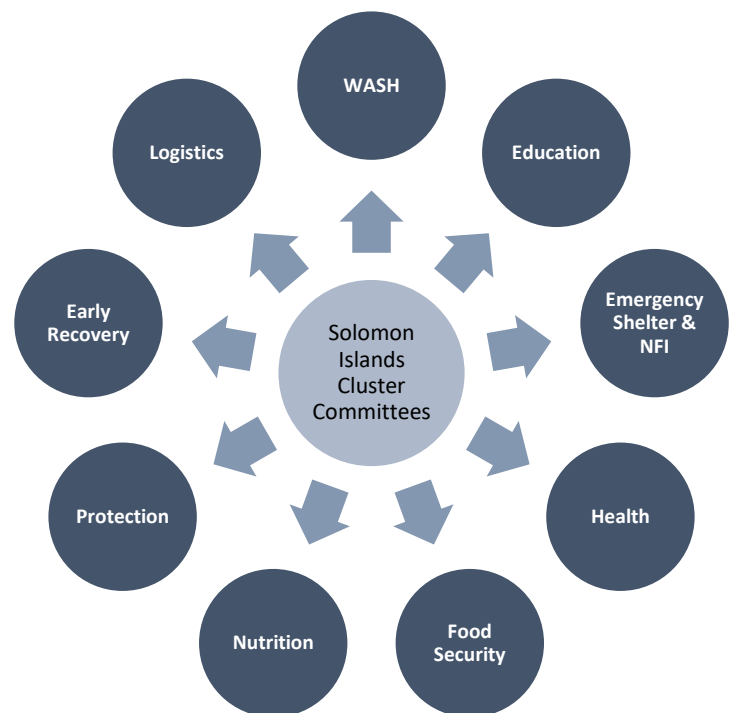 WASH
Education
Emergency
Shelter &
NFI
Health
Food
Security
Nutrition
Protection
Early
Recovery
Logistics
Solomon
Islands
Cluster
Committees